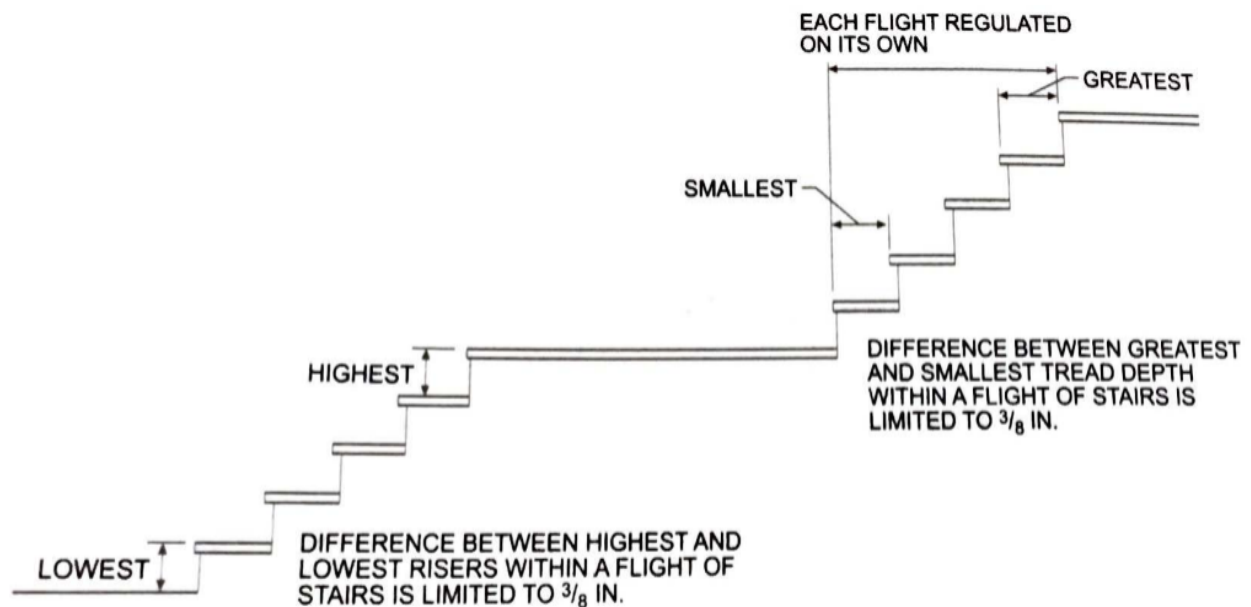 EACH FLIGHT REGULATED
ON ITS OWN
GREATEST
SMALLEST
HIGHEST
DIFFERENCE BETWEEN GREATEST
AND SMALLEST TREAD DEPTH
WITHIN A FLIGHT OF STAIRS IS
LIMITED TO 3/8 IN.
LOWEST
DIFFERENCE BETWEEN HIGHEST AND
LOWEST RISERS WITHIN A FLIGHT OF
STAIRS IS LIMITED TO 3/8 IN.